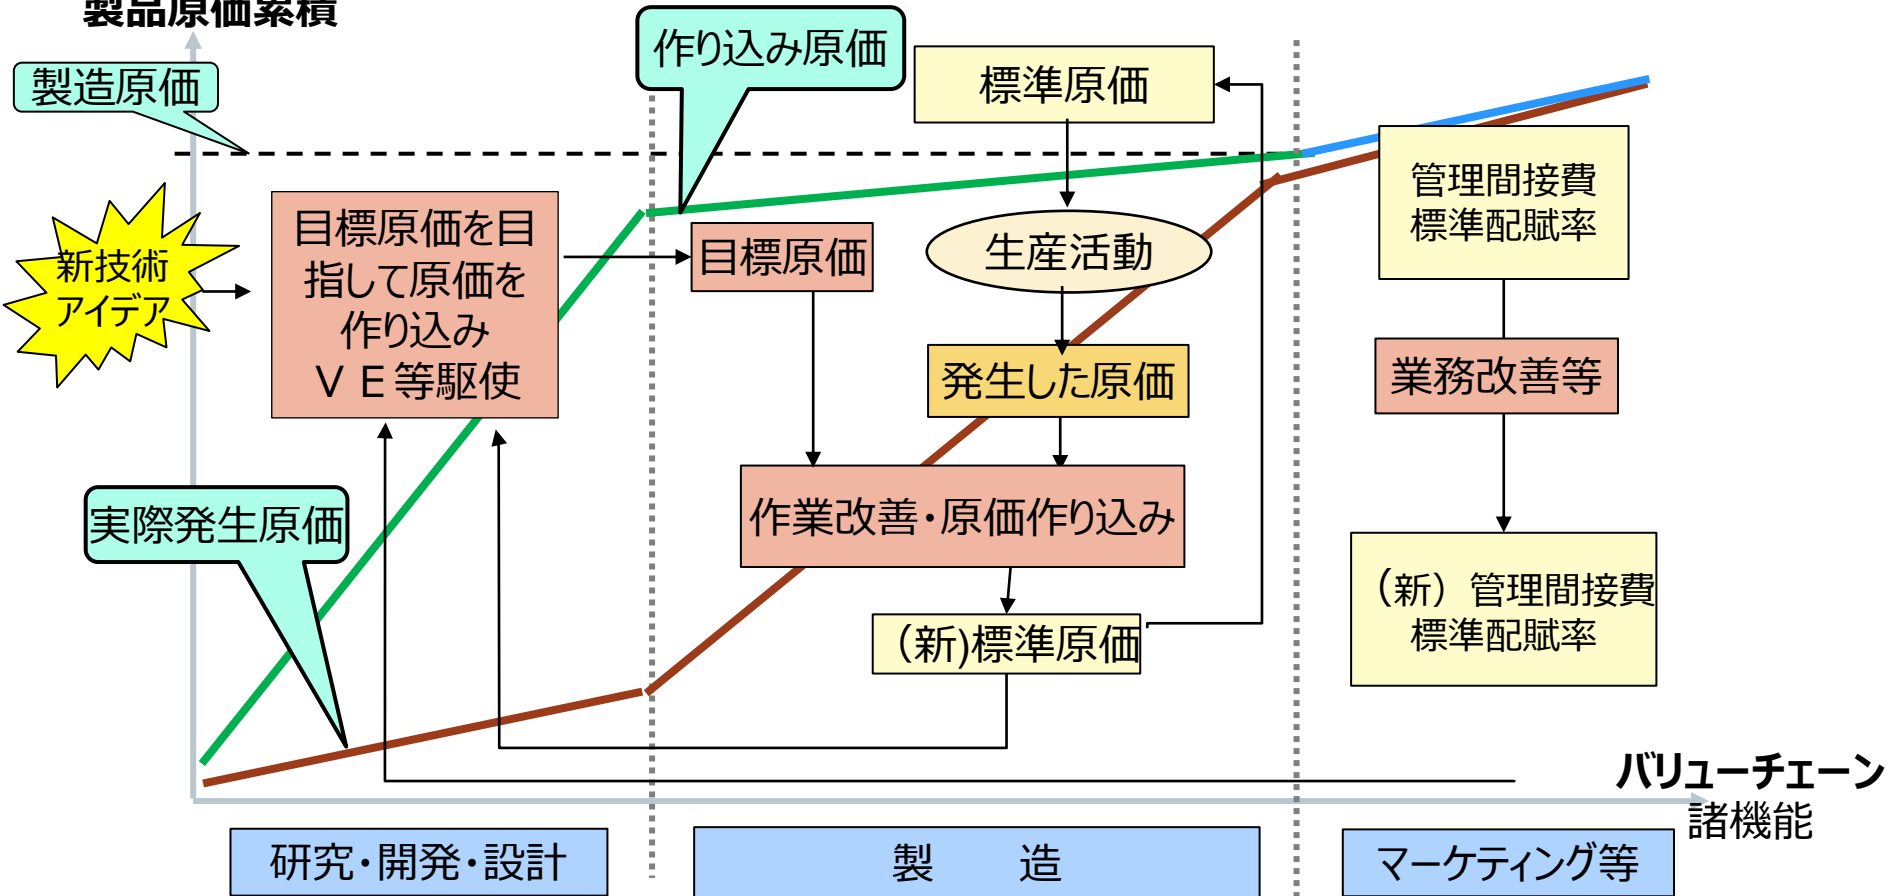 製品原価累積
製造原価
作り込み原価
標準原価
新技術
アイデア
目標原価を目
指して原価を
作り込み
ＶＥ等駆使
目標原価
生産活動
管理間接費
標準配賦率
発生した原価
業務改善等
実際発生原価
作業改善・原価作り込み
（新)標準原価
（新）管理間接費
標準配賦率
バリューチェーン
諸機能
研究・開発・設計
製　　造
マーケティング等